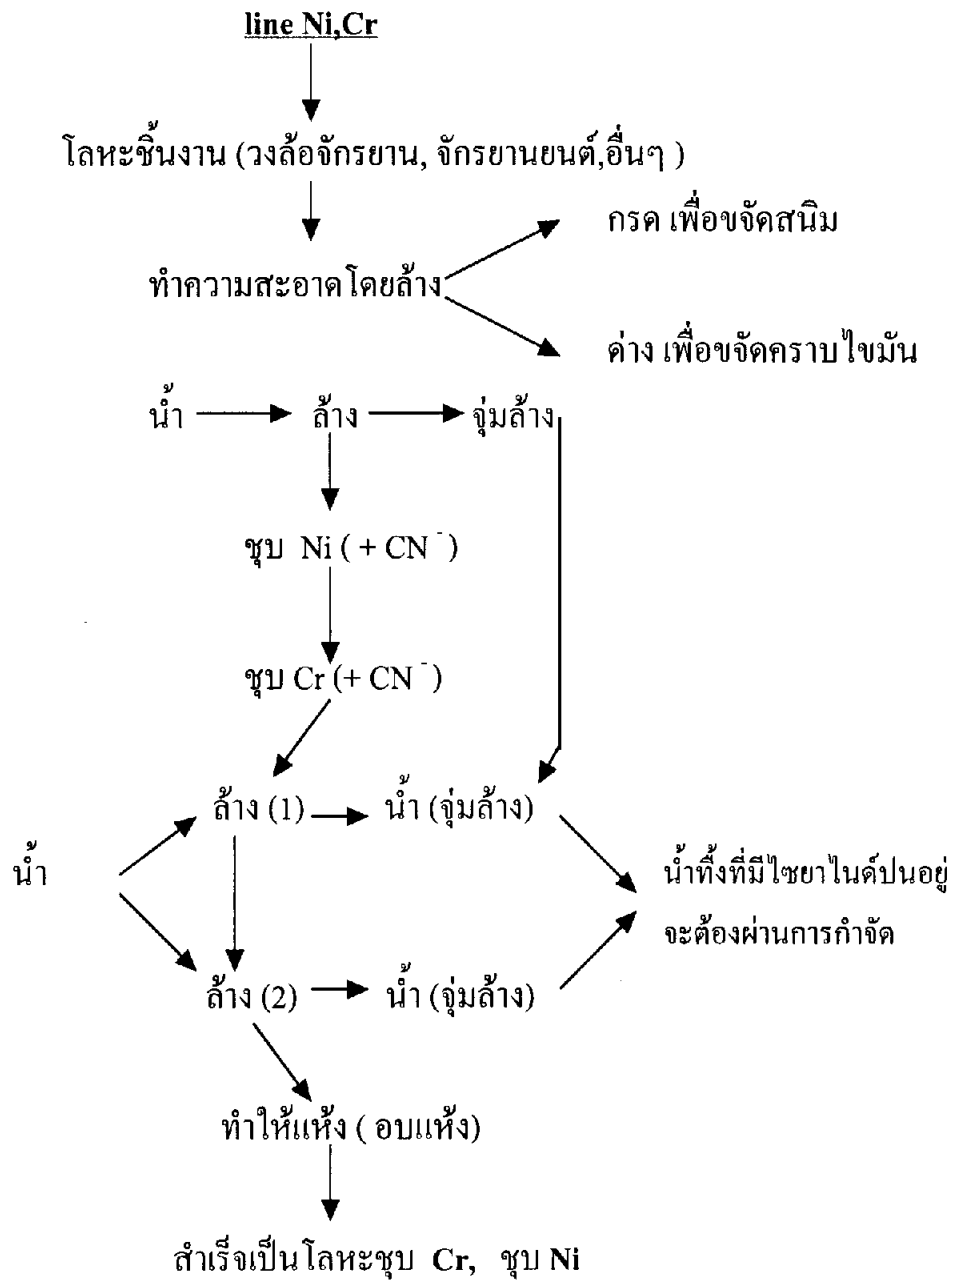 line Ni,Cr
โลหะชิ้นงาน (วงล้อจักรยาน, จักรยานยนต์,อื่นๆ )
กรด เพื่อขจัดสนิม
ทำความสะอาดโดยล้าง
ด่าง เพื่อขจัดคราบไขมัน
น้ำ ล้าง จุ่มล้าง
ชุบ Ni ( + CN⁻)
ชุบ Cr (+ CN⁻)
ล้าง (1) น้ำ (จุ่มล้าง)
น้ำ น้ำทิ้งที่มีไซยาไนด์ปนอยู่
จะต้องผ่านการกำจัด
ล้าง (2) น้ำ (จุ่มล้าง)
ทำให้แห้ง ( อบแห้ง)
สำเร็จเป็นโลหะชุบ Cr, ชุบ Ni